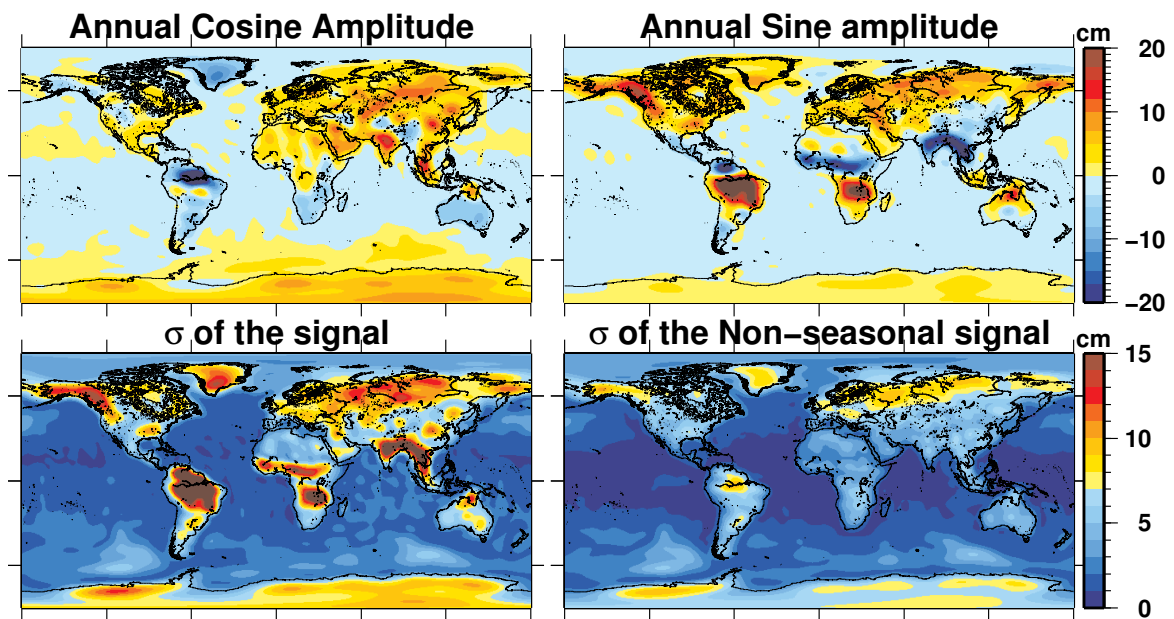 Annual Cosine Amplitude
Annual Sine amplitude
cm
20
10
0
−10
−20
σ of the signal
σ of the Non−seasonal signal
cm
15
10
5
0